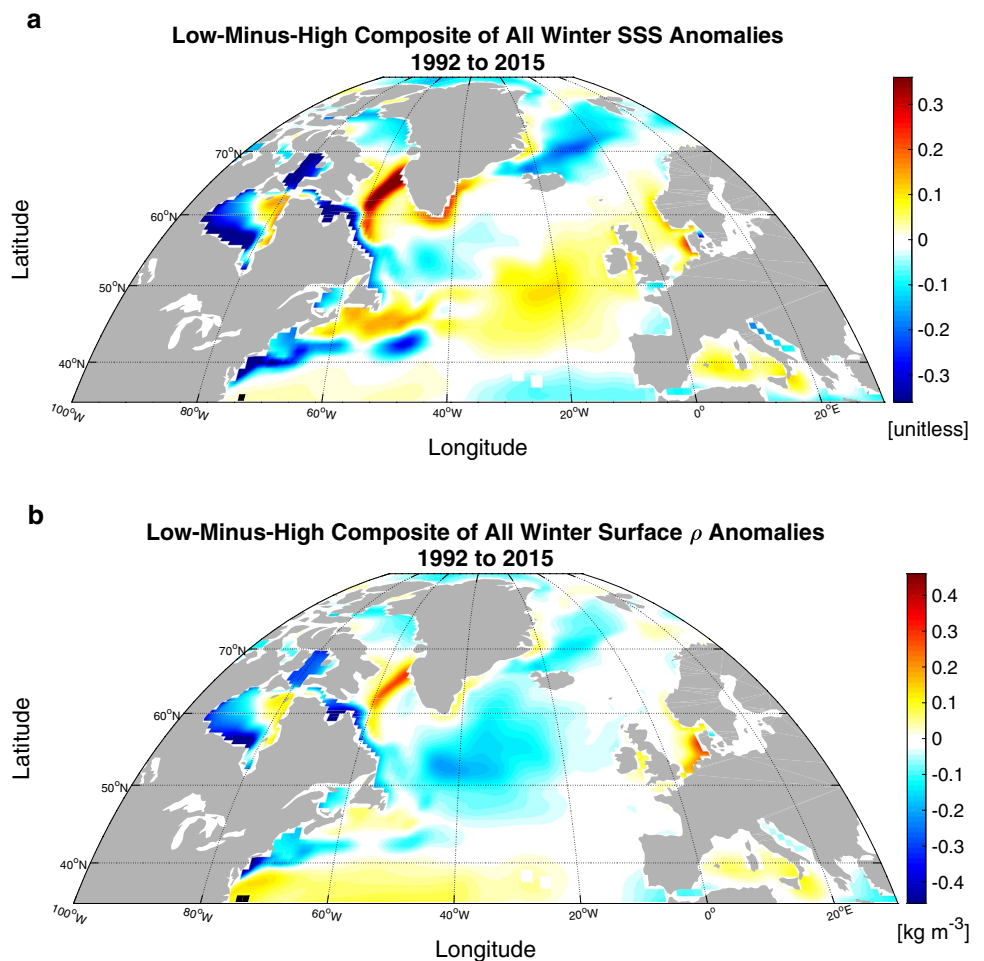 a
Low-Minus-High Composite of All Winter SSS Anomalies
1992 to 2015
70°N
60°N
50°N
40°N
100°W
80°W
60°W
40°W
20°W
0°
20°E
Latitude
Longitude
0.3
0.2
0.1
0
-0.1
-0.2
-0.3
[unitless]
b
Low-Minus-High Composite of All Winter Surface ρ Anomalies
1992 to 2015
70°N
60°N
50°N
40°N
100°W
80°W
60°W
40°W
20°W
0°
20°E
Latitude
Longitude
0.4
0.3
0.2
0.1
0
-0.1
-0.2
-0.3
-0.4
[kg m⁻³]